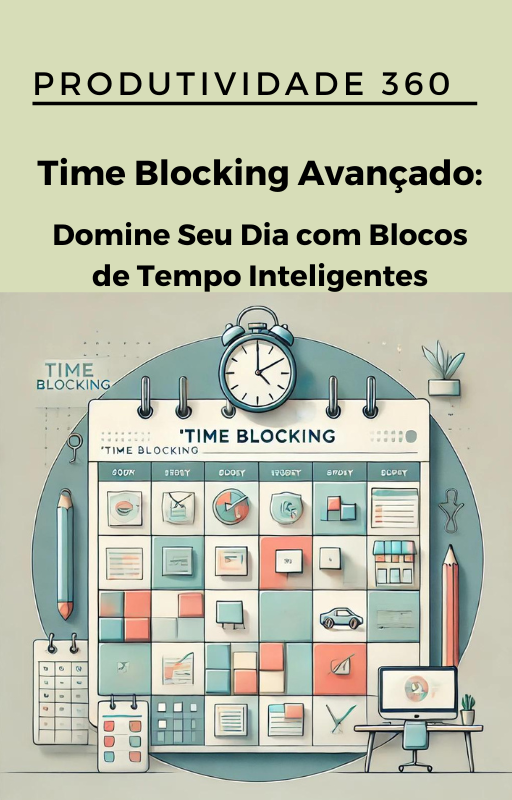 PRODUTIVIDADE 360
Time Blocking Avançado:
Domine Seu Dia com Blocos
de Tempo Inteligentes
TIME
BLOCKING
'TIME BLOCKING
'TIME BLOCKING